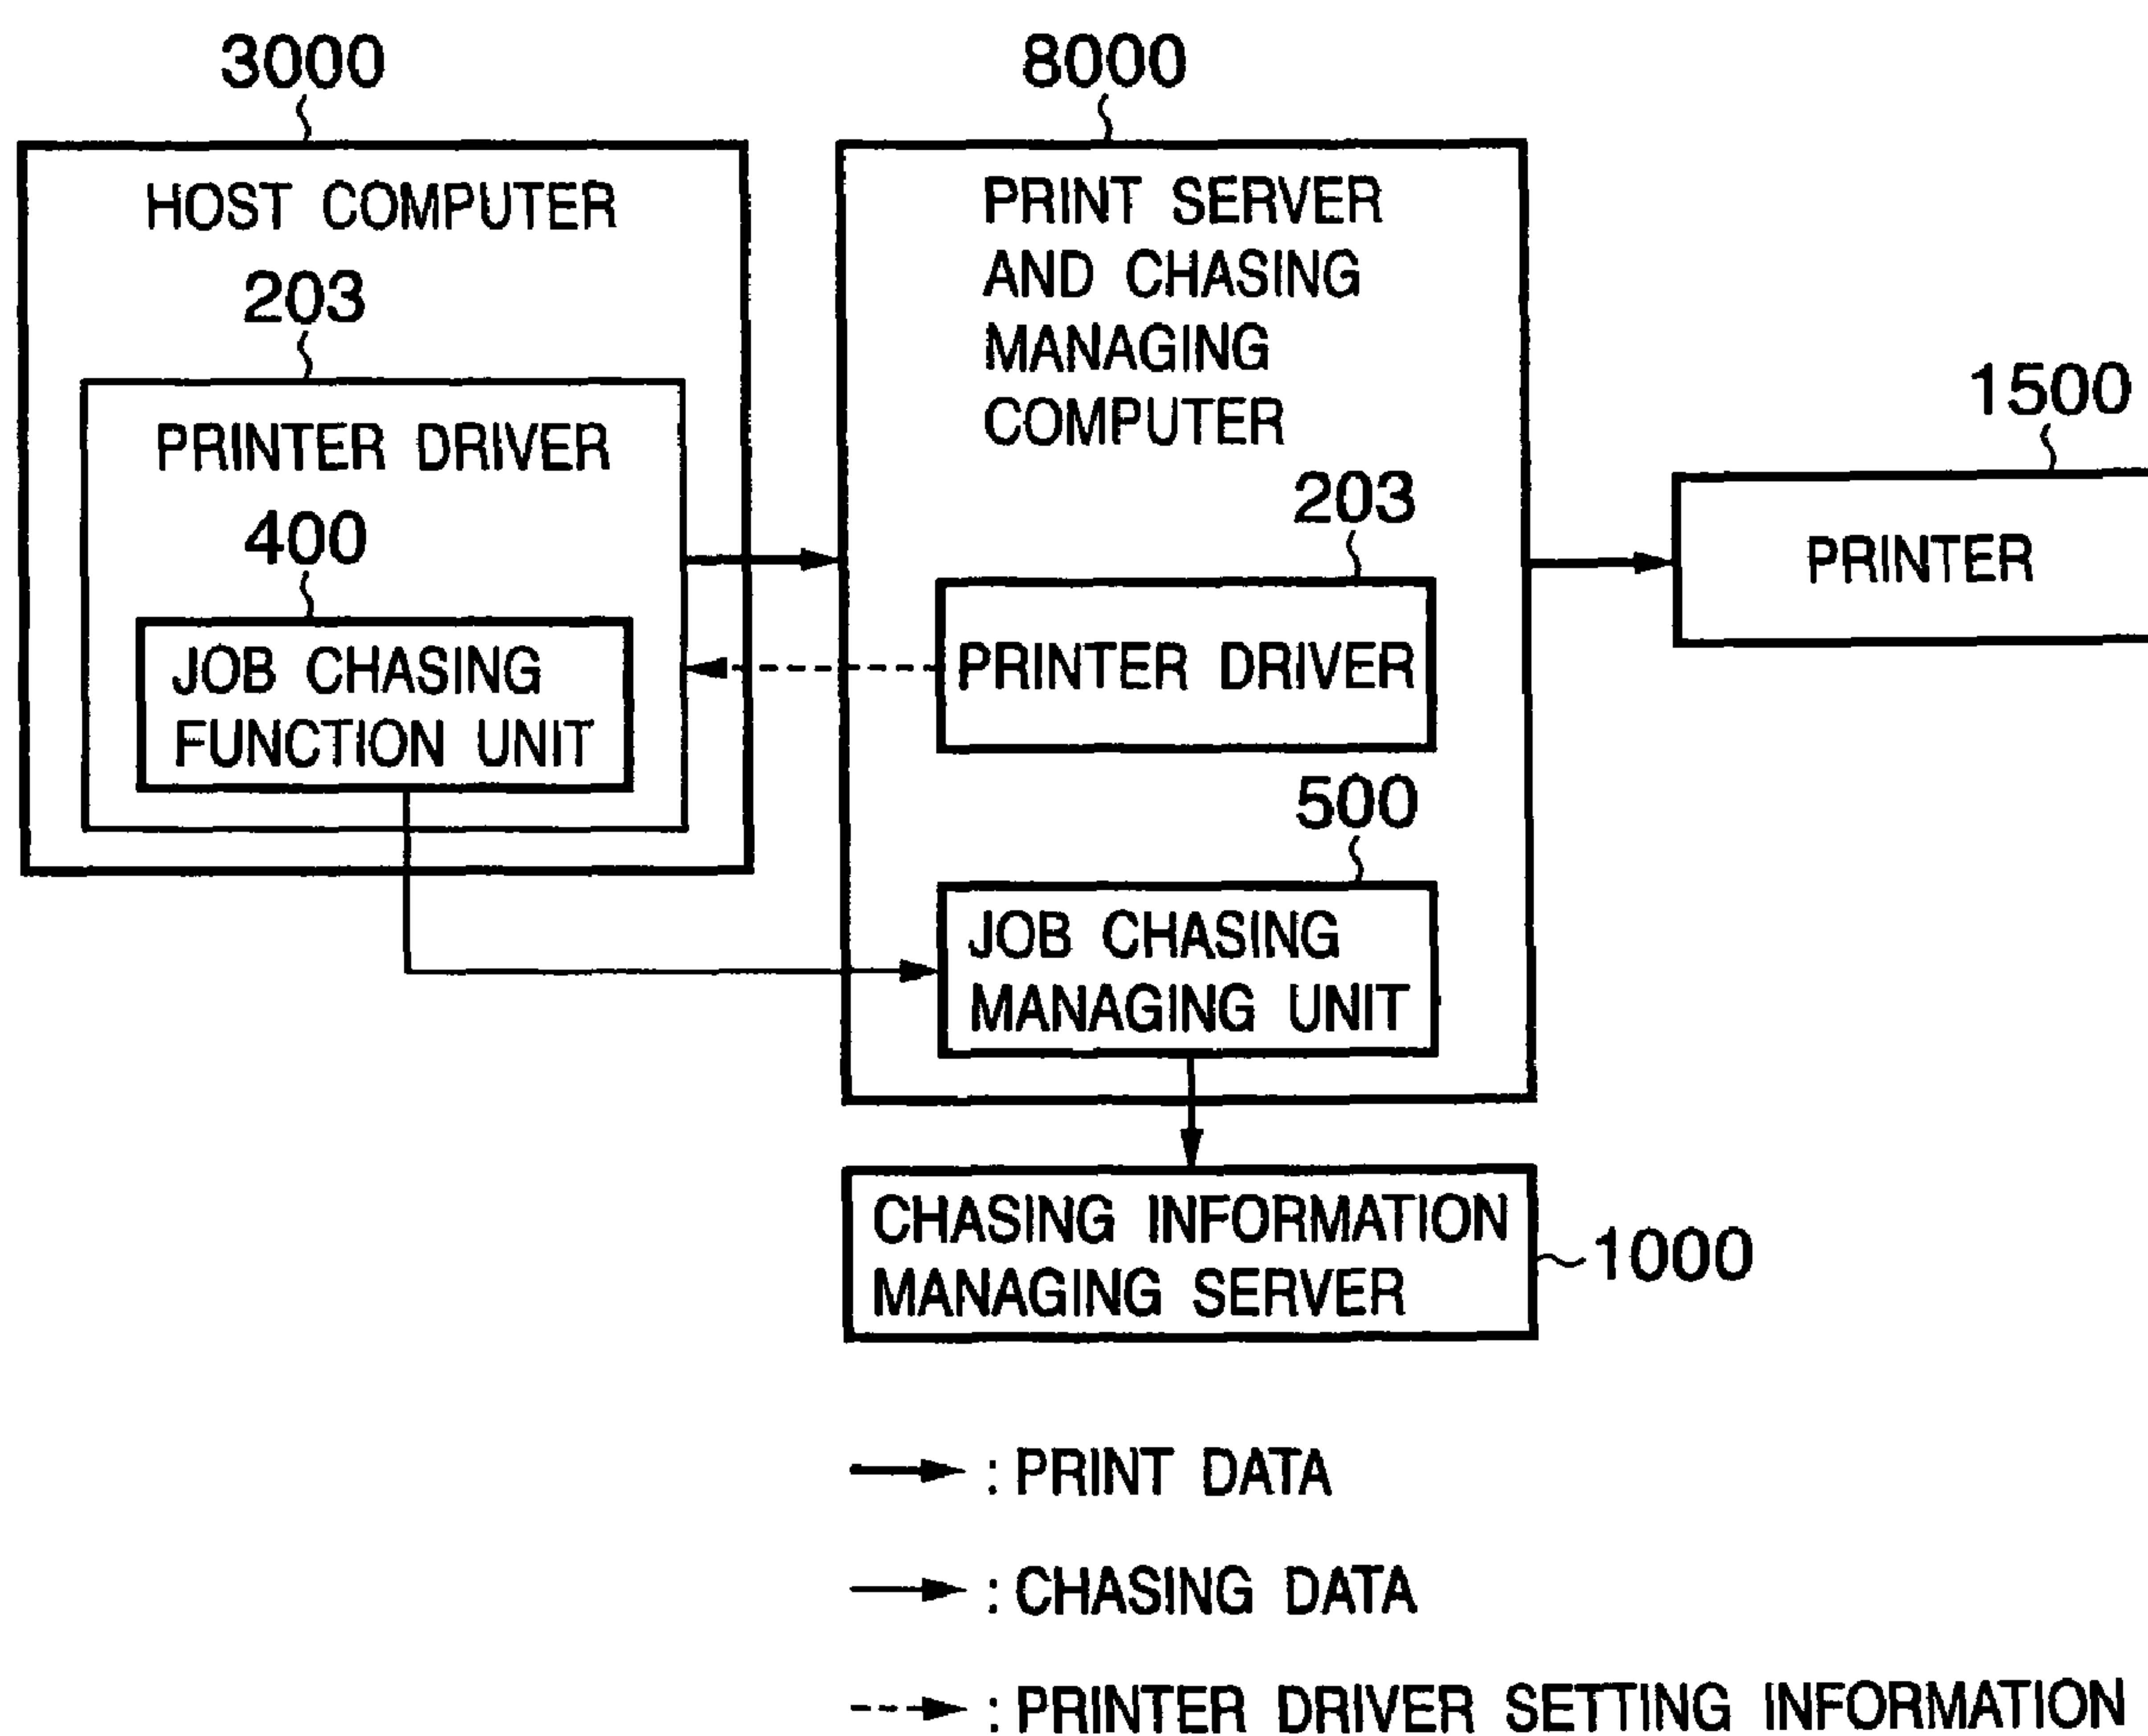 3000
HOST COMPUTER
203
PRINTER DRIVER
400
JOB CHASING
FUNCTION UNIT
8000
PRINT SERVER
AND CHASING
MANAGING
COMPUTER
203
PRINTER DRIVER
500
JOB CHASING
MANAGING UNIT
1500
PRINTER
CHASING INFORMATION
MANAGING SERVER
1000
: PRINT DATA
: CHASING DATA
: PRINTER DRIVER SETTING INFORMATION